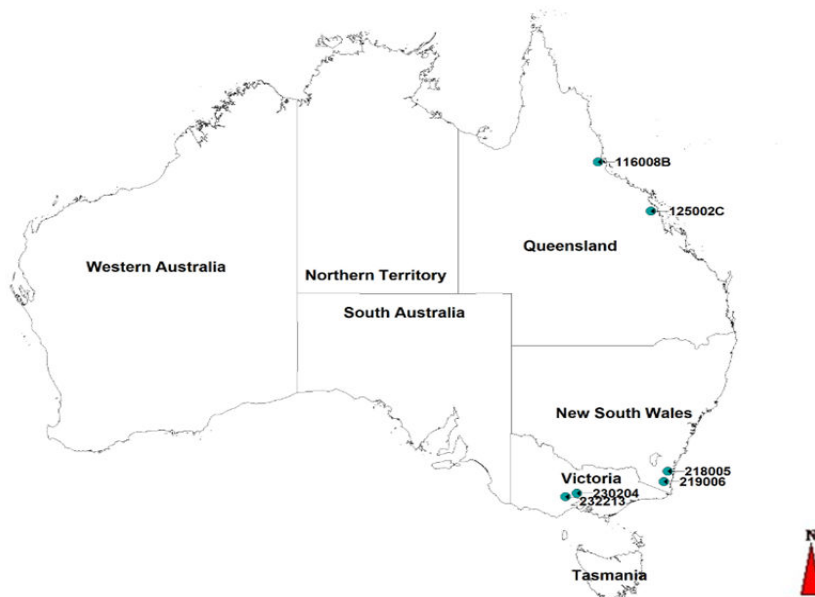 116008B
125002C
Queensland
Western Australia
Northern Territory
South Australia
New South Wales
218005
Victoria
219006
230204
232213
Tasmania
N